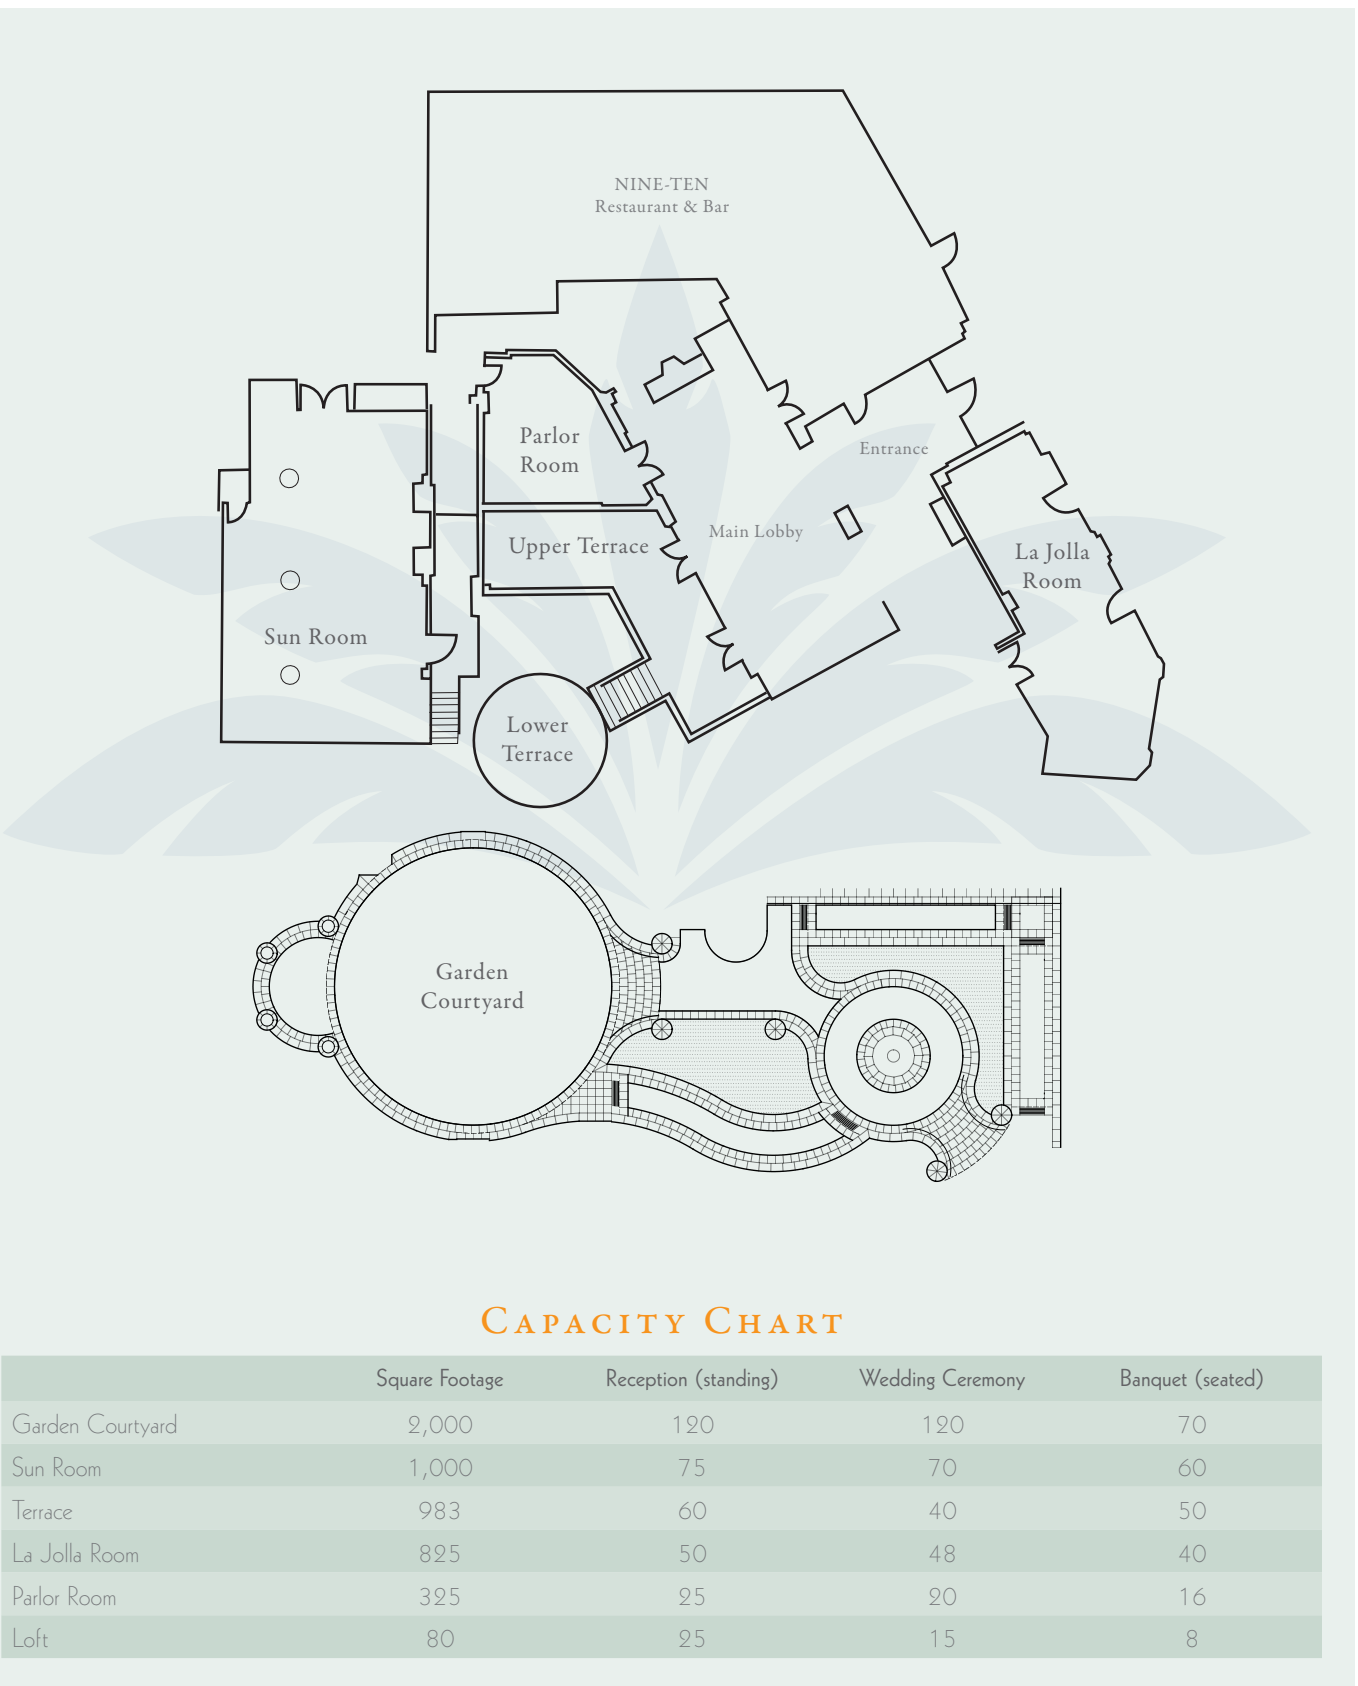 NINE-TEN
Restaurant & Bar
Parlor
Room
Entrance
Main Lobby
Upper Terrace
La Jolla
Room
Sun Room
Lower
Terrace
Garden
Courtyard
CAPACITY CHART
Square Footage Reception (standing) Wedding Ceremony Banquet (seated)
Garden Courtyard 2,000 120 120 70
Sun Room 1,000 75 70 60
Terrace 983 60 40 50
La Jolla Room 825 50 48 40
Parlor Room 325 25 20 16
Loft 80 25 15 8